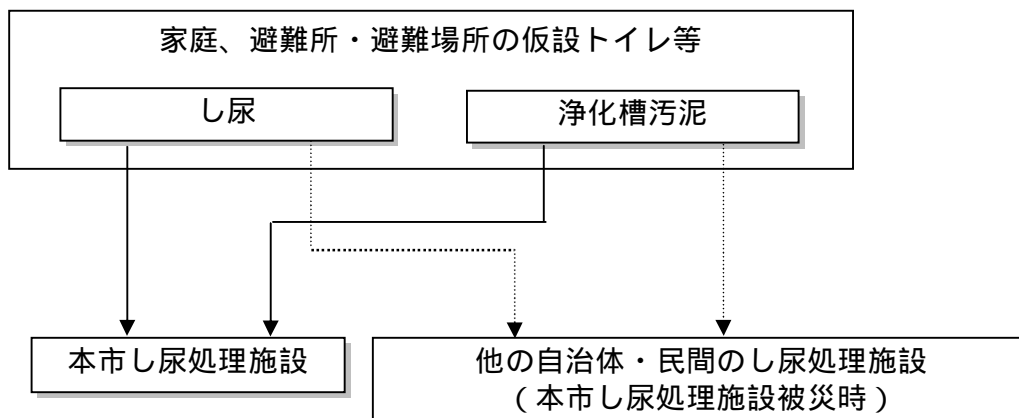 家庭、避難所・避難場所の仮設トイレ等
し尿
浄化槽汚泥
本市し尿処理施設
他の自治体・民間のし尿処理施設
(本市し尿処理施設被災時)